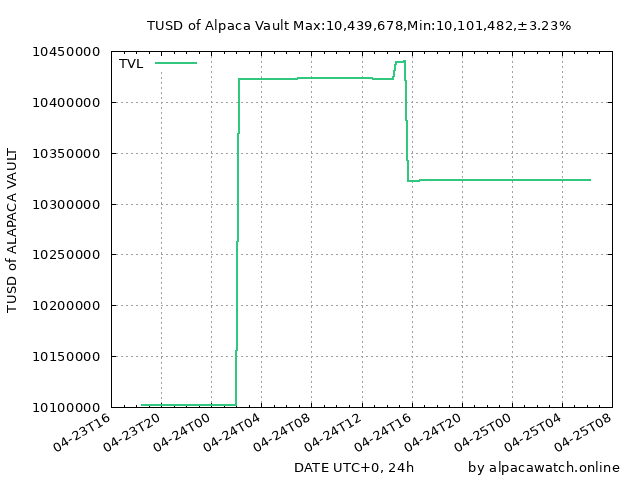 TUSD of Alpaca Vault Max:10,439,678,Min:10,101,482,±3.23%
TVL
10450000
10400000
10350000
10300000
10250000
10200000
10150000
10100000
TUSD of ALAPACA VAULT
04-23T16
04-23T20
04-24T00
04-24T04
04-24T08
04-24T12
04-24T16
04-24T20
04-25T00
04-25T04
04-25T08
DATE UTC+0, 24h
by alpacawatch.online